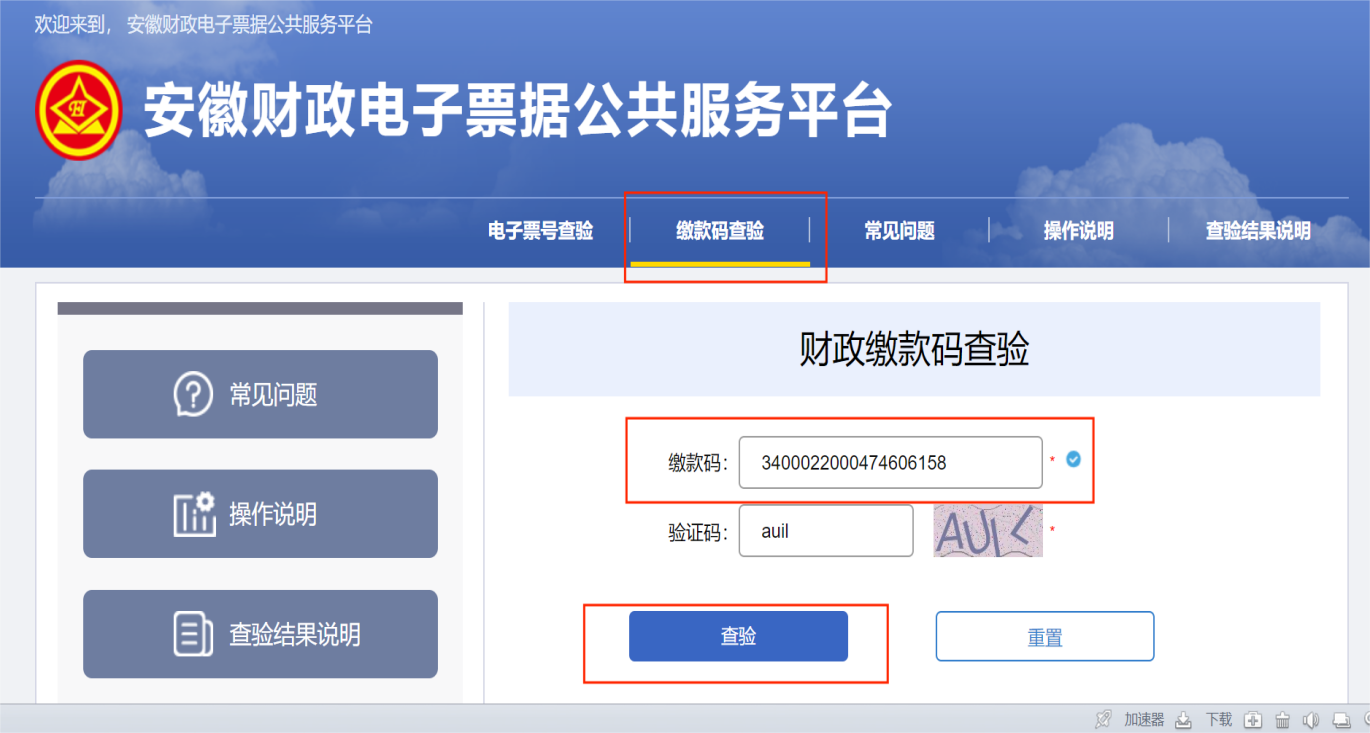 欢迎来到， 安徽财政电子票据公共服务平台
安徽财政电子票据公共服务平台
电子票号查验 缴款码查验 常见问题 操作说明 查验结果说明
常见问题
操作说明
查验结果说明
财政缴款码查验
缴款码： 3400022000474606158 *
验证码： auil AUIL *
查验 重置
加速器 下载